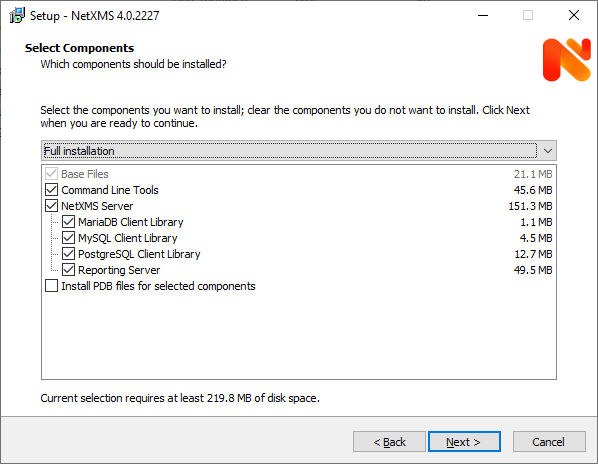 Setup - NetXMS 4.0.2227
Select Components
Which components should be installed?
Select the components you want to install; clear the components you do not want to install. Click Next
when you are ready to continue.
Full installation
Base Files 21.1 MB
Command Line Tools 45.6 MB
NetXMS Server 151.3 MB
MariaDB Client Library 1.1 MB
MySQL Client Library 4.5 MB
PostgreSQL Client Library 12.7 MB
Reporting Server 49.5 MB
Install PDB files for selected components
Current selection requires at least 219.8 MB of disk space.
< Back Next > Cancel